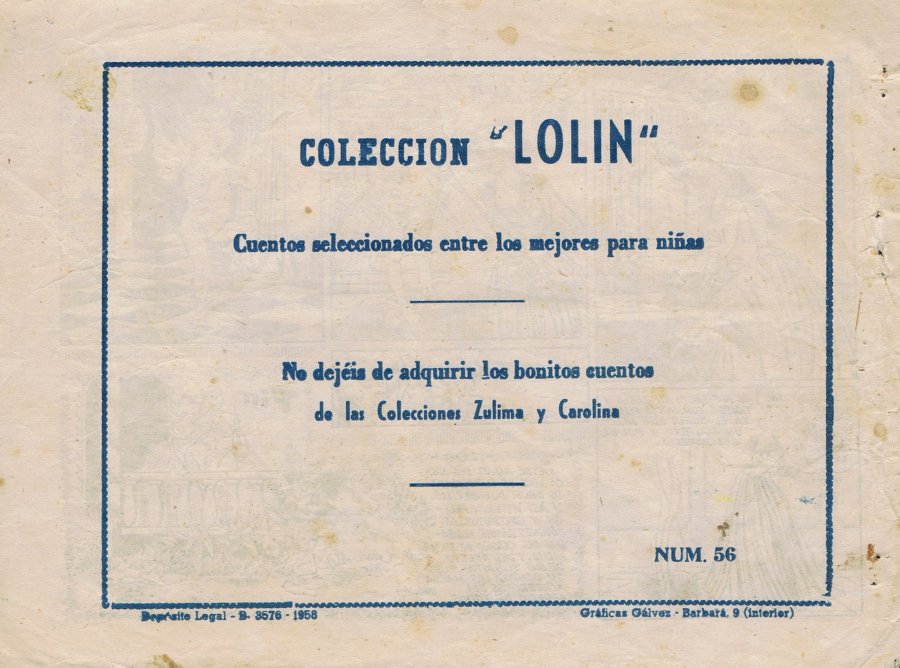 COLECCION "LOLIN"
Cuentos seleccionados entre los mejores para niñas
No dejéis de adquirir los bonitos cuentos
de las Colecciones Zulima y Carolina
NUM. 56
Depósito Legal - B. 3576 - 1958
Gráficas Gálvez - Barbará, 9 (interior)